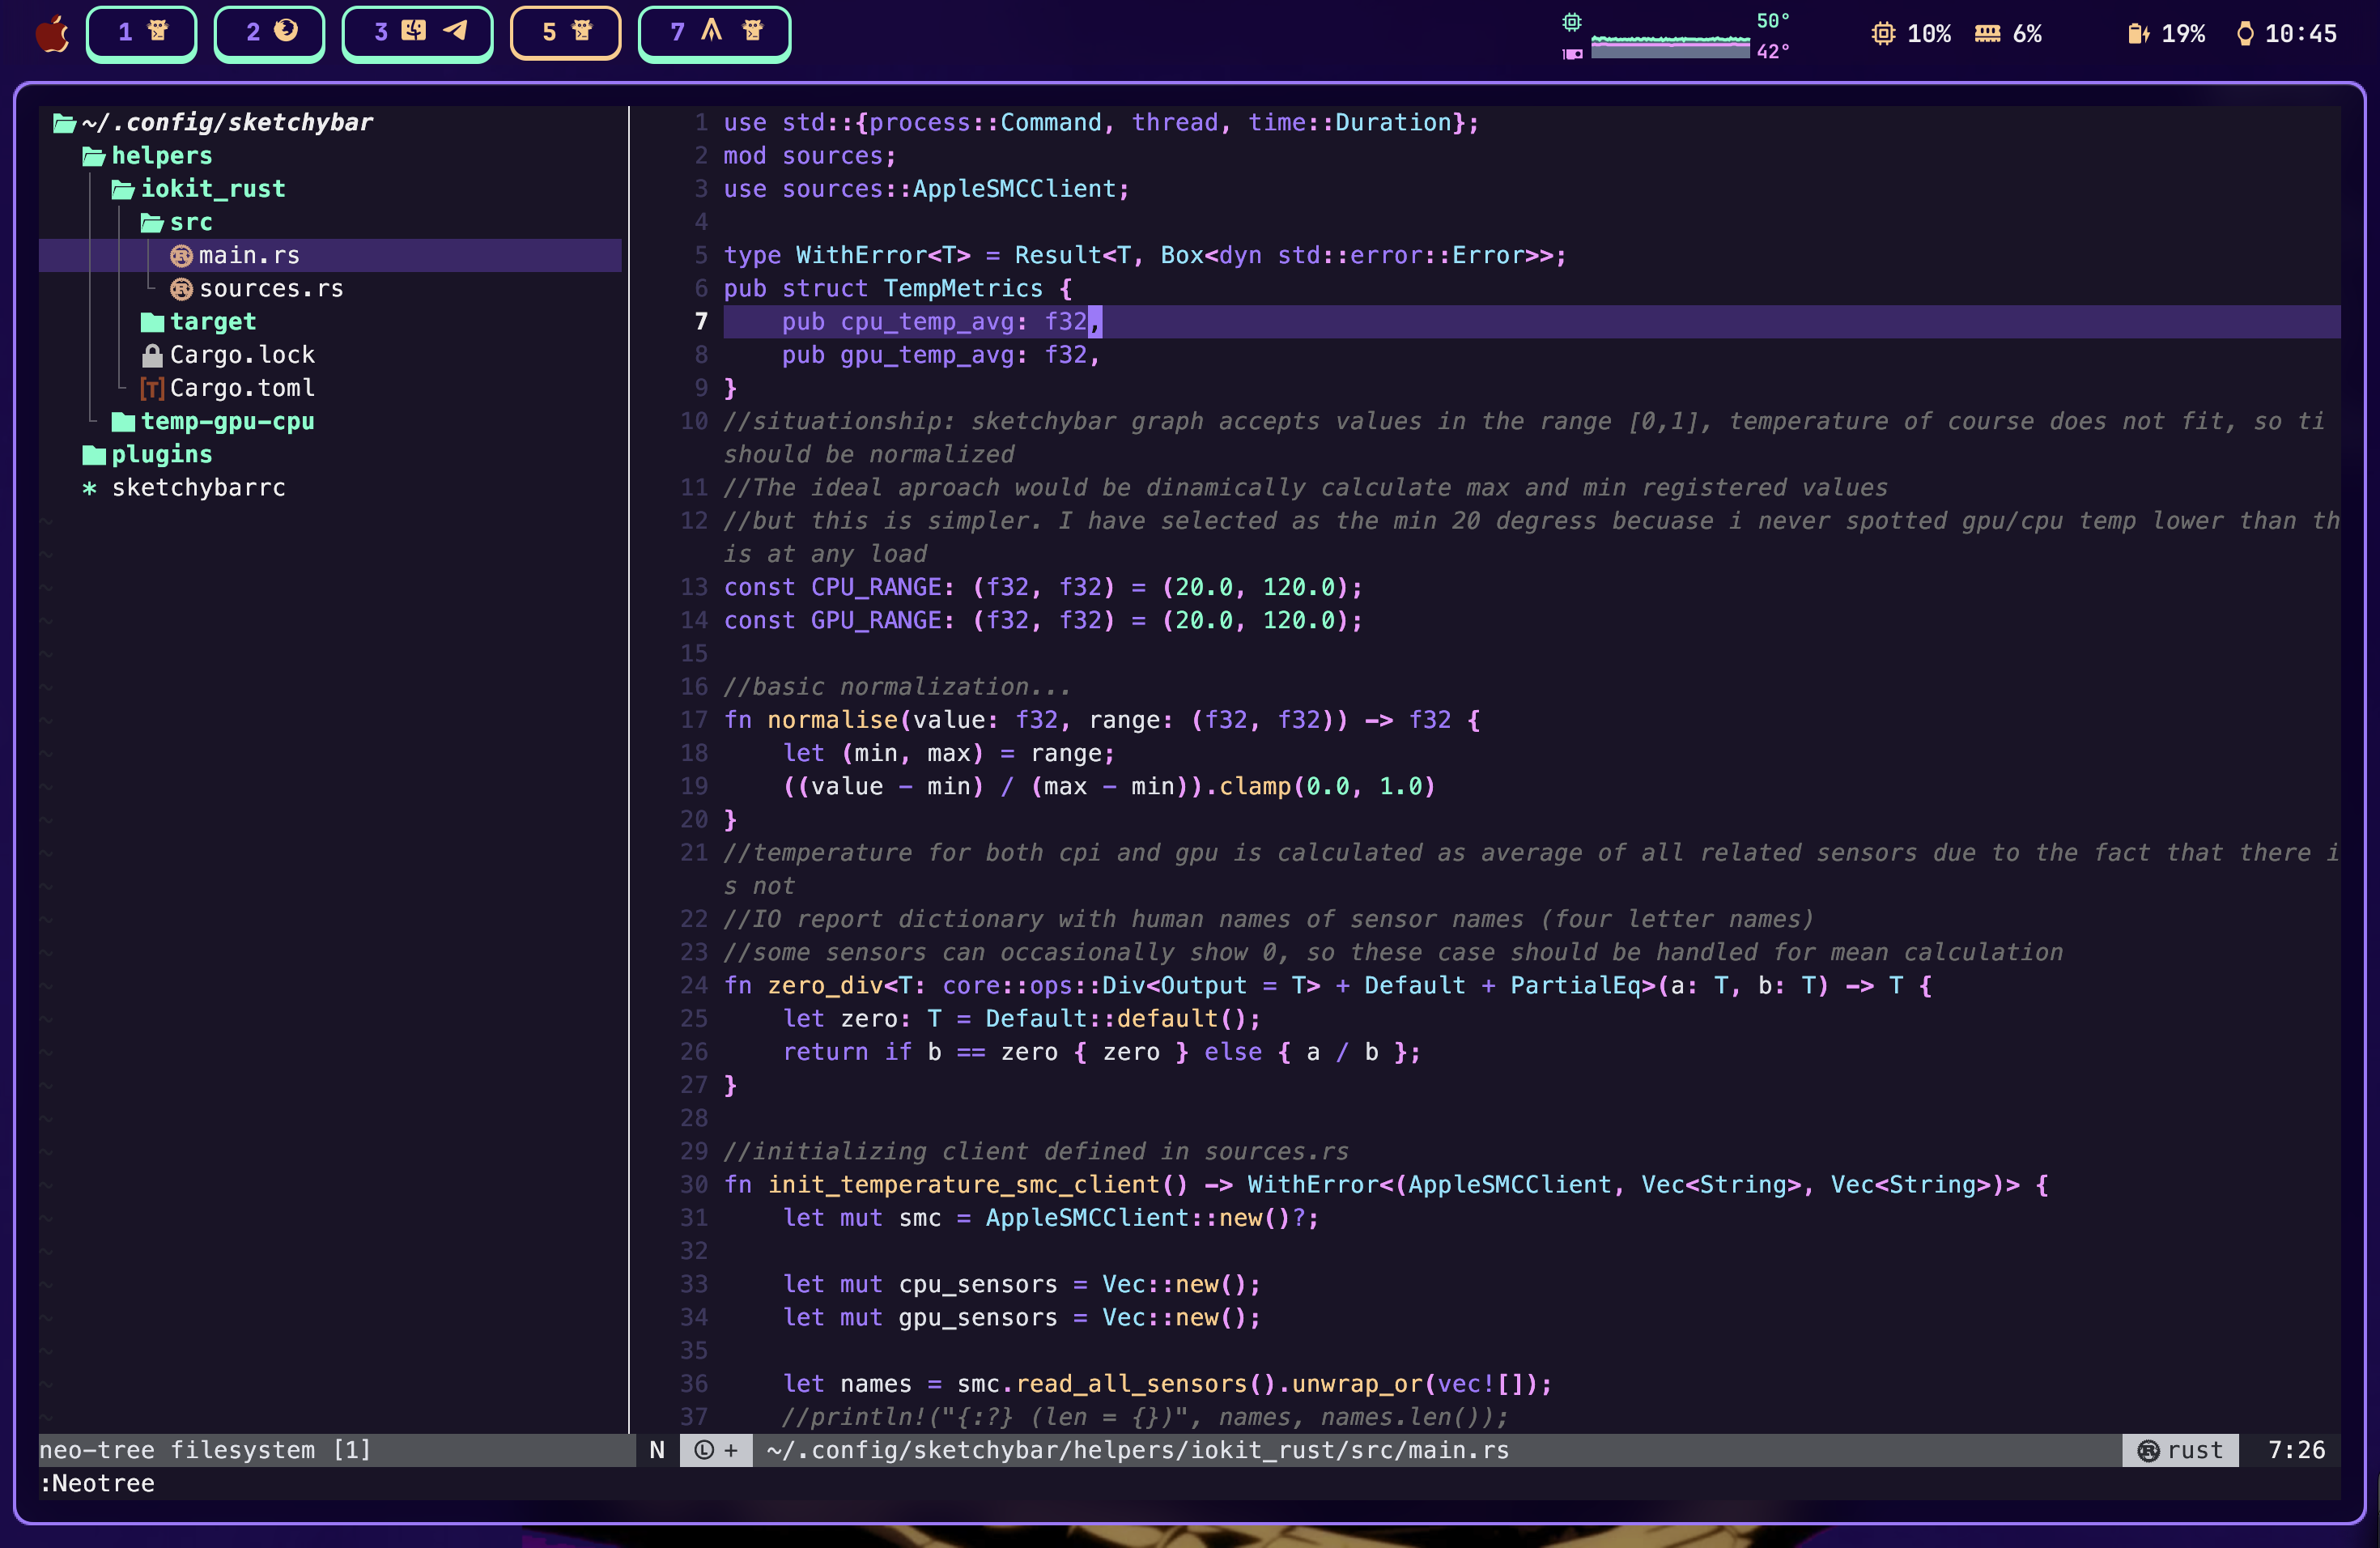 1 2 3 5 7 50° 42° 10% 6% 19% 10:45
~/.config/sketchybar
helpers
iokit_rust
src
main.rs
sources.rs
target
Cargo.lock
[T] Cargo.toml
temp-gpu-cpu
plugins
* sketchybarrc
1 use std::{process::Command, thread, time::Duration};
2 mod sources;
3 use sources::AppleSMCClient;
4
5 type WithError<T> = Result<T, Box<dyn std::error::Error>>;
6 pub struct TempMetrics {
7     pub cpu_temp_avg: f32,
8     pub gpu_temp_avg: f32,
9 }
10 //situationship: sketchybar graph accepts values in the range [0,1], temperature of course does not fit, so ti
should be normalized
11 //The ideal aproach would be dinamically calculate max and min registered values
12 //but this is simpler. I have selected as the min 20 degress becuase i never spotted gpu/cpu temp lower than th
is at any load
13 const CPU_RANGE: (f32, f32) = (20.0, 120.0);
14 const GPU_RANGE: (f32, f32) = (20.0, 120.0);
15
16 //basic normalization...
17 fn normalise(value: f32, range: (f32, f32)) -> f32 {
18     let (min, max) = range;
19     ((value - min) / (max - min)).clamp(0.0, 1.0)
20 }
21 //temperature for both cpi and gpu is calculated as average of all related sensors due to the fact that there i
s not
22 //IO report dictionary with human names of sensor names (four letter names)
23 //some sensors can occasionally show 0, so these case should be handled for mean calculation
24 fn zero_div<T: core::ops::Div<Output = T> + Default + PartialEq>(a: T, b: T) -> T {
25     let zero: T = Default::default();
26     return if b == zero { zero } else { a / b };
27 }
28
29 //initializing client defined in sources.rs
30 fn init_temperature_smc_client() -> WithError<(AppleSMCClient, Vec<String>, Vec<String>)> {
31     let mut smc = AppleSMCClient::new()?;
32
33     let mut cpu_sensors = Vec::new();
34     let mut gpu_sensors = Vec::new();
35
36     let names = smc.read_all_sensors().unwrap_or(vec![]);
37     //println!("{:?} (len = {})", names, names.len());
neo-tree filesystem [1] N Ⓛ + ~/.config/sketchybar/helpers/iokit_rust/src/main.rs rust 7:26
:Neotree